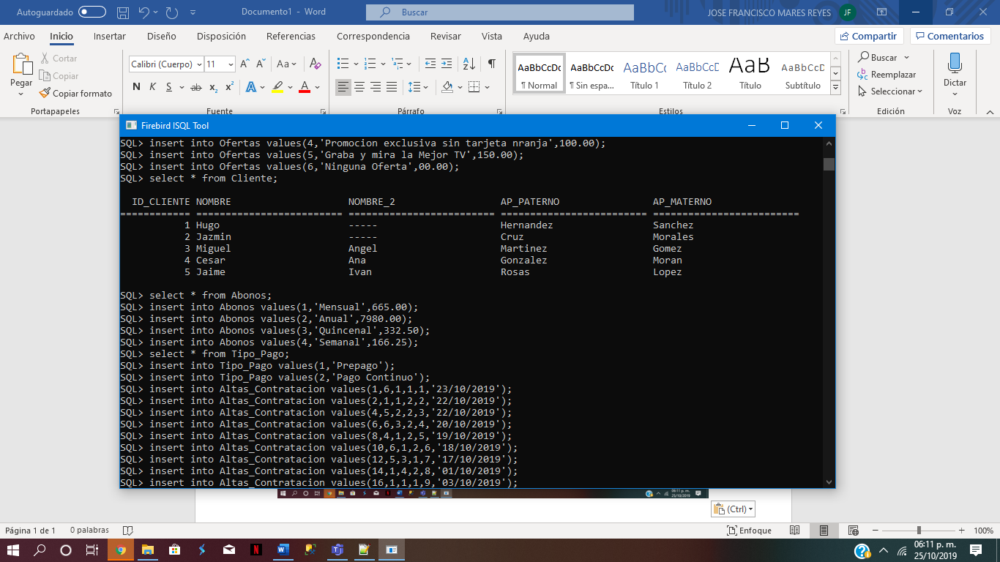 Autoguardado
Documento1 - Word
Buscar
JOSE FRANCISCO MARES REYES
JF
Archivo Inicio Insertar Diseño Disposición Referencias Correspondencia Revisar Vista Ayuda
Compartir
Comentarios
Pegar
Cortar
Copiar
Copiar formato
Portapapeles
Calibri (Cuerpo) 11
Aa
N K S ab x2 x2
Fuente
Párrafo
AaBbCcDc AaBbCcDc AaBbCc AaBbCcD AaB AaBbCcD
¶ Normal ¶ Sin espa... Título 1 Título 2 Título Subtítulo
Estilos
Buscar
Reemplazar
Seleccionar
Edición
Dictar
Voz
Firebird ISQL Tool
SQL> insert into Ofertas values(4,'Promocion exclusiva sin tarjeta nranja',100.00);
SQL> insert into Ofertas values(5,'Graba y mira la Mejor TV',150.00);
SQL> insert into Ofertas values(6,'Ninguna Oferta',00.00);
SQL> select * from Cliente;
ID_CLIENTE NOMBRE NOMBRE_2 AP_PATERNO AP_MATERNO
============ ========================= ========================= ========================= =========================
1 Hugo ----- Hernandez Sanchez
2 Jazmin ----- Cruz Morales
3 Miguel Angel Martinez Gomez
4 Cesar Ana Gonzalez Moran
5 Jaime Ivan Rosas Lopez
SQL> select * from Abonos;
SQL> insert into Abonos values(1,'Mensual',665.00);
SQL> insert into Abonos values(2,'Anual',7980.00);
SQL> insert into Abonos values(3,'Quincenal',332.50);
SQL> insert into Abonos values(4,'Semanal',166.25);
SQL> select * from Tipo_Pago;
SQL> insert into Tipo_Pago values(1,'Prepago');
SQL> insert into Tipo_Pago values(2,'Pago Continuo');
SQL> insert into Altas_Contratacion values(1,6,1,1,1,'23/10/2019');
SQL> insert into Altas_Contratacion values(2,1,1,2,2,'22/10/2019');
SQL> insert into Altas_Contratacion values(4,5,2,2,3,'22/10/2019');
SQL> insert into Altas_Contratacion values(6,6,3,2,4,'20/10/2019');
SQL> insert into Altas_Contratacion values(8,4,1,2,5,'19/10/2019');
SQL> insert into Altas_Contratacion values(10,6,1,2,6,'18/10/2019');
SQL> insert into Altas_Contratacion values(12,5,3,1,7,'17/10/2019');
SQL> insert into Altas_Contratacion values(14,1,4,2,8,'01/10/2019');
SQL> insert into Altas_Contratacion values(16,1,1,1,9,'03/10/2019');
06:11 p. m.
25/10/2019
(Ctrl)
Página 1 de 1 0 palabras
Enfoque
100%
06:11 p. m.
25/10/2019